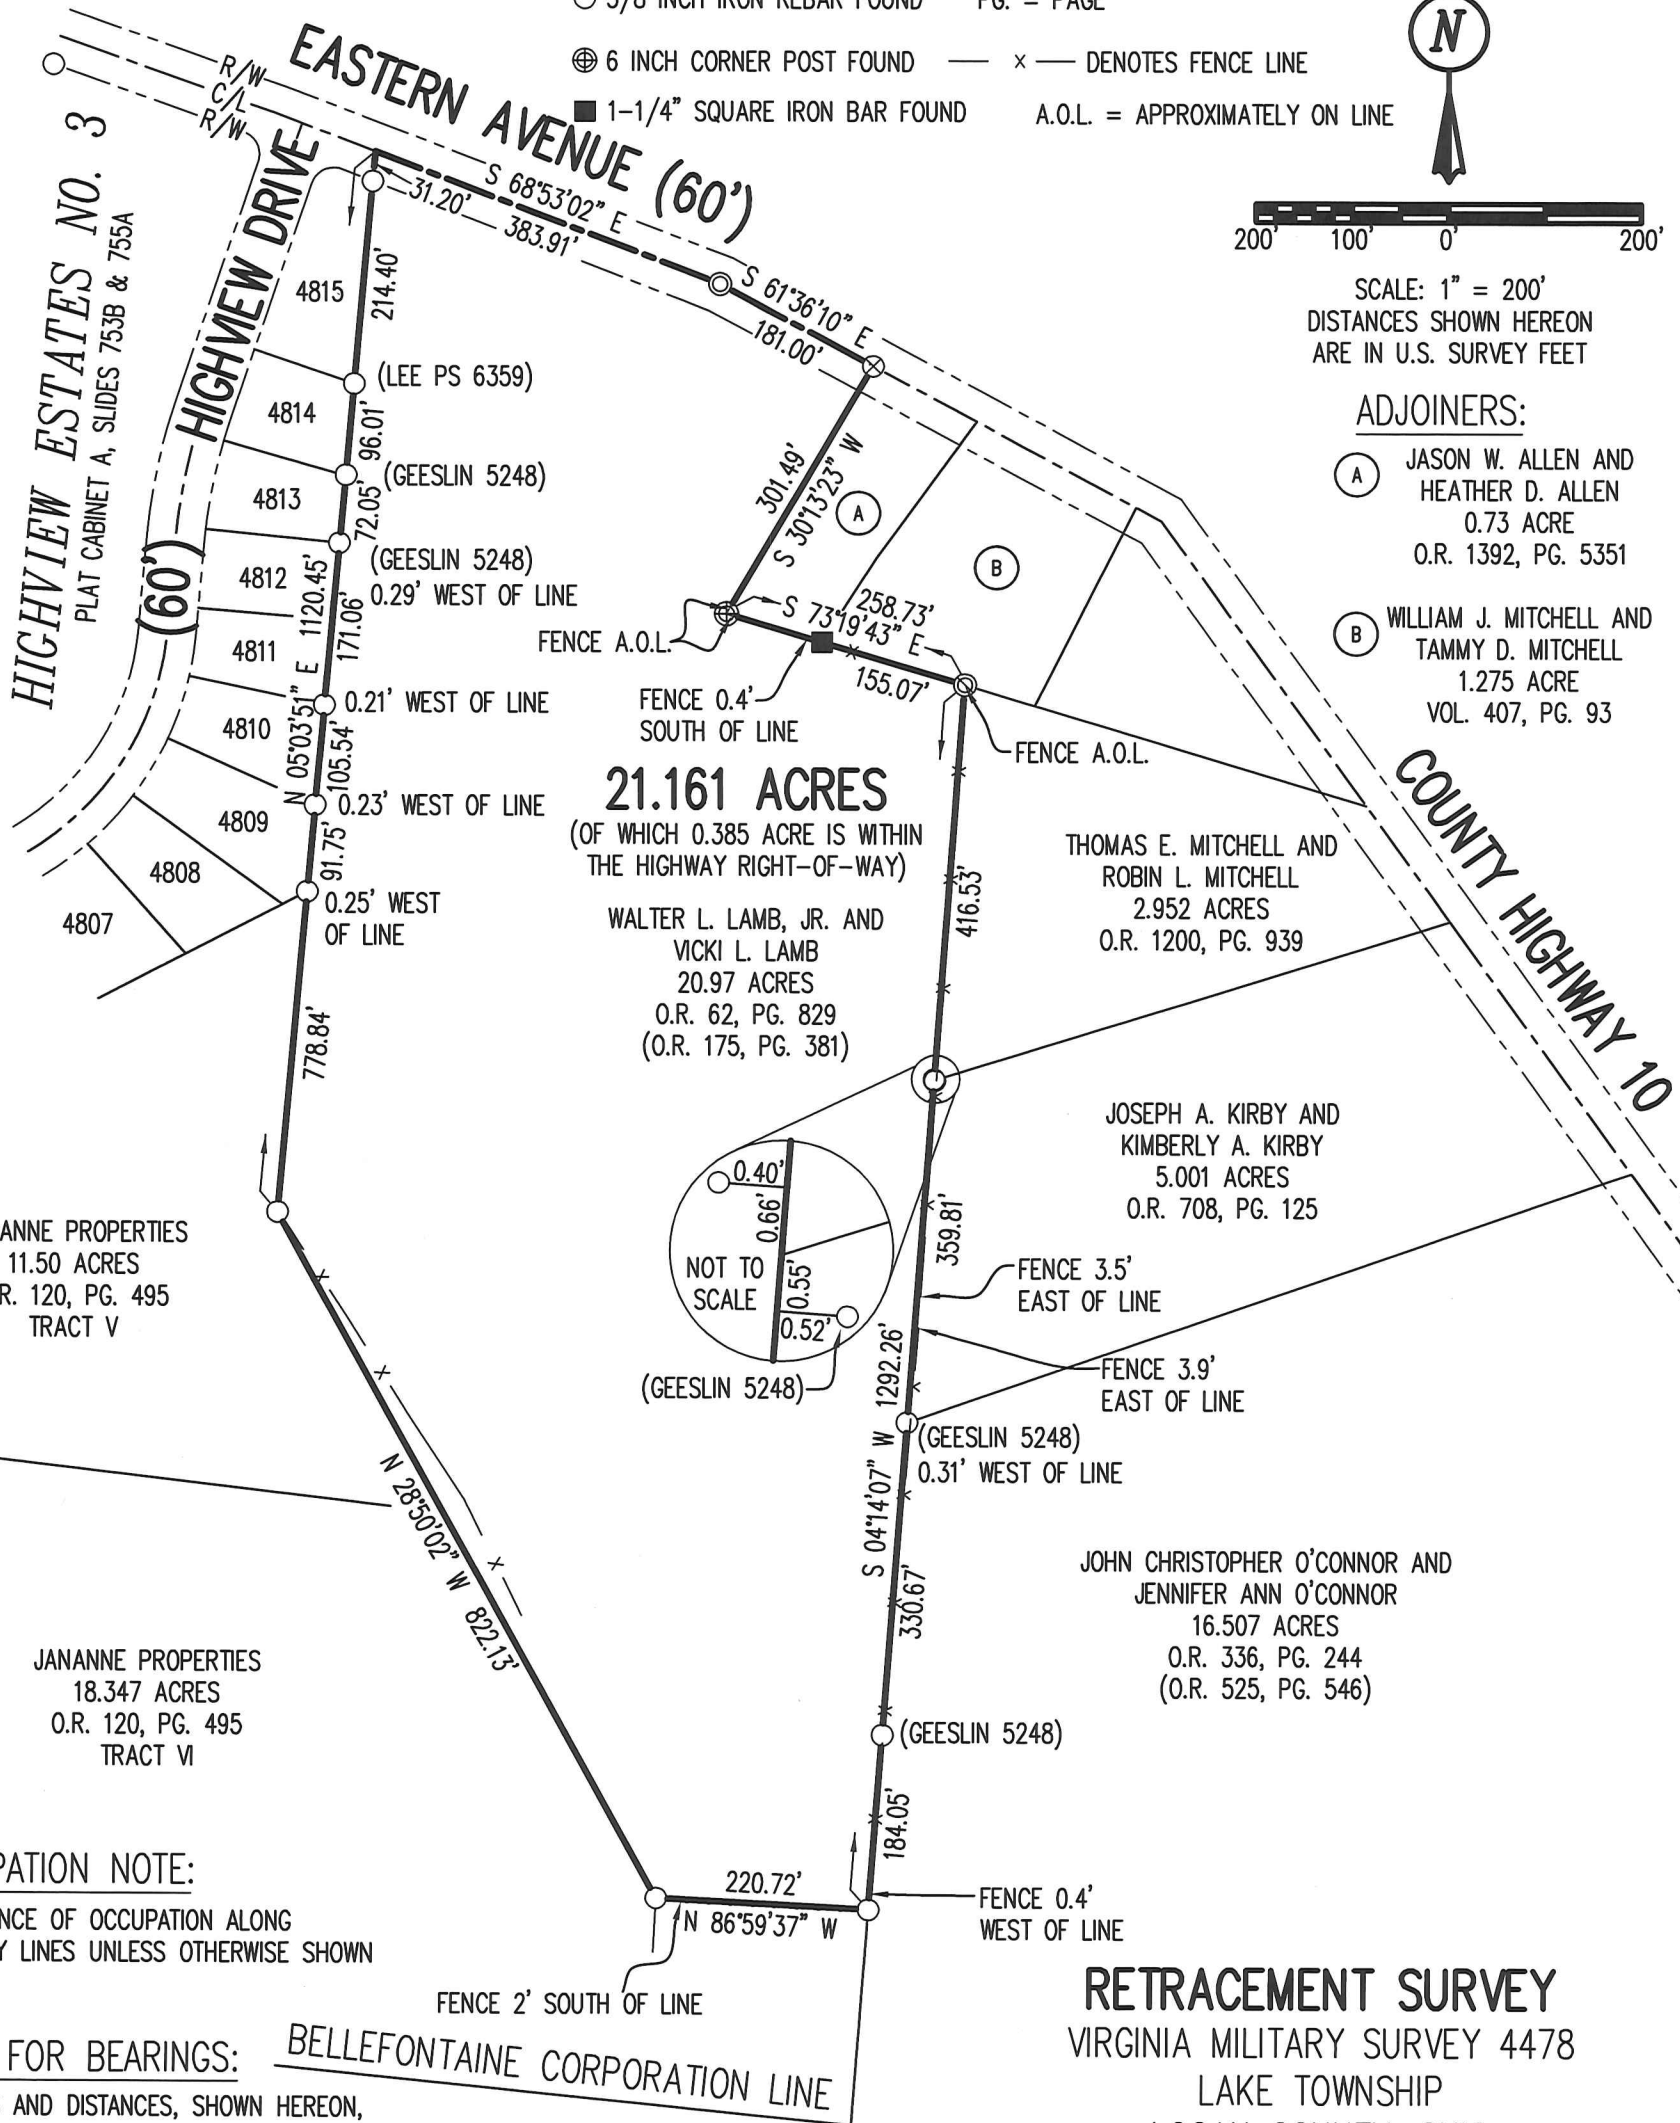 5/8 INCH IRON REBAR FOUND PG. = PAGE
6 INCH CORNER POST FOUND — x — DENOTES FENCE LINE
1-1/4" SQUARE IRON BAR FOUND A.O.L. = APPROXIMATELY ON LINE
N
200' 100' 0' 200'
SCALE: 1" = 200'
DISTANCES SHOWN HEREON
ARE IN U.S. SURVEY FEET
ADJOINERS:
A
JASON W. ALLEN AND
HEATHER D. ALLEN
0.73 ACRE
O.R. 1392, PG. 5351
B
WILLIAM J. MITCHELL AND
TAMMY D. MITCHELL
1.275 ACRE
VOL. 407, PG. 93
R/W
C/L
R/W
EASTERN AVENUE (60')
HIGHVIEW ESTATES NO. 3
PLAT CABINET A, SLIDES 753B & 755A
HIGHVIEW DRIVE
(60')
31.20'
S 68°53'02" E
383.91'
S 61°36'10" E
181.00'
4815
214.40'
(LEE PS 6359)
4814
96.01'
(GEESLIN 5248)
4813
72.05'
(GEESLIN 5248)
0.29' WEST OF LINE
4812
N 05°03'51" E 1120.45'
171.06'
4811
0.21' WEST OF LINE
4810
105.54'
0.23' WEST OF LINE
4809
91.75'
4808
0.25' WEST
OF LINE
4807
778.84'
301.49'
S 30°13'23" W
A
B
FENCE A.O.L.
258.73'
S 73°19'43" E
155.07'
FENCE 0.4'
SOUTH OF LINE
FENCE A.O.L.
21.161 ACRES
(OF WHICH 0.385 ACRE IS WITHIN
THE HIGHWAY RIGHT-OF-WAY)
WALTER L. LAMB, JR. AND
VICKI L. LAMB
20.97 ACRES
O.R. 62, PG. 829
(O.R. 175, PG. 381)
416.53'
THOMAS E. MITCHELL AND
ROBIN L. MITCHELL
2.952 ACRES
O.R. 1200, PG. 939
COUNTY HIGHWAY 10
JOSEPH A. KIRBY AND
KIMBERLY A. KIRBY
5.001 ACRES
O.R. 708, PG. 125
0.40'
0.66'
NOT TO
SCALE
0.55'
0.52'
(GEESLIN 5248)
359.81'
FENCE 3.5'
EAST OF LINE
FENCE 3.9'
EAST OF LINE
S 04°14'07" W 1292.26'
(GEESLIN 5248)
0.31' WEST OF LINE
ANNE PROPERTIES
11.50 ACRES
R. 120, PG. 495
TRACT V
N 28°50'02" W 822.13'
330.67'
JOHN CHRISTOPHER O'CONNOR AND
JENNIFER ANN O'CONNOR
16.507 ACRES
O.R. 336, PG. 244
(O.R. 525, PG. 546)
JANANNE PROPERTIES
18.347 ACRES
O.R. 120, PG. 495
TRACT VI
(GEESLIN 5248)
184.05'
220.72'
N 86°59'37" W
FENCE 0.4'
WEST OF LINE
FENCE 2' SOUTH OF LINE
PATION NOTE:
NCE OF OCCUPATION ALONG
Y LINES UNLESS OTHERWISE SHOWN
FOR BEARINGS:
AND DISTANCES, SHOWN HEREON,
BELLEFONTAINE CORPORATION LINE
RETRACEMENT SURVEY
VIRGINIA MILITARY SURVEY 4478
LAKE TOWNSHIP